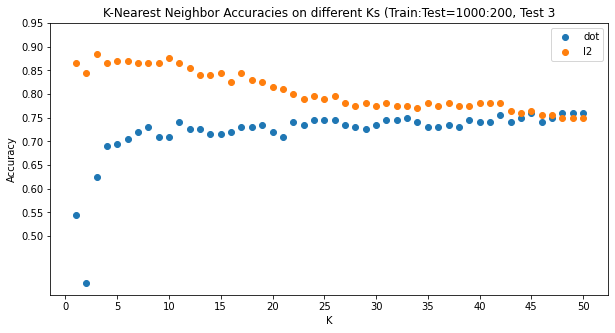 K-Nearest Neighbor Accuracies on different Ks (Train:Test=1000:200, Test 3
0.95
0.90
0.85
0.80
0.75
0.70
0.65
0.60
0.55
0.50
Accuracy
dot
l2
0 5 10 15 20 25 30 35 40 45 50
K